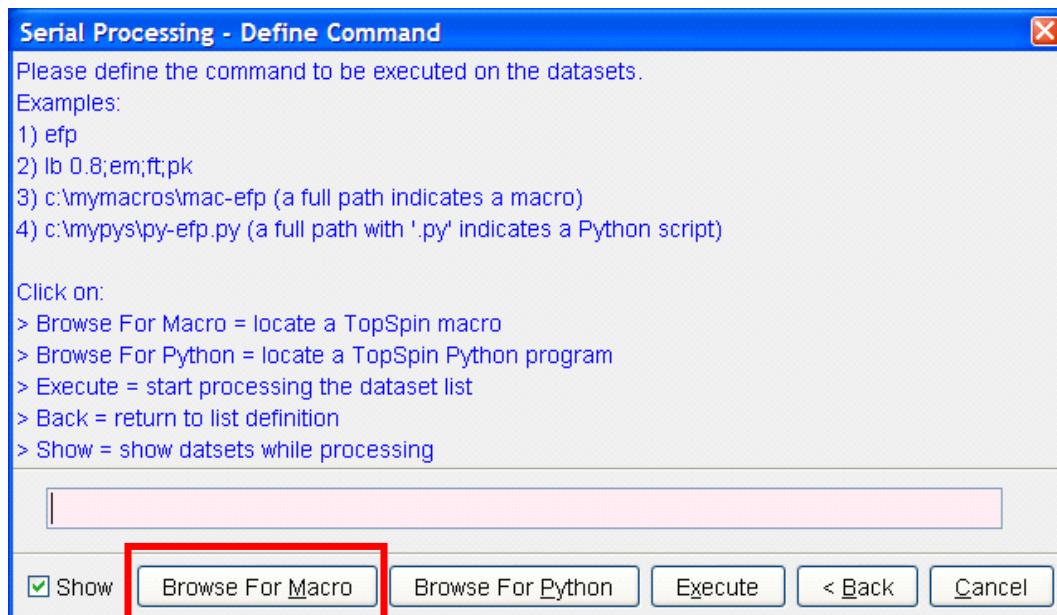 Serial Processing - Define Command
Please define the command to be executed on the datasets.
Examples:
1) efp
2) lb 0.8;em;ft;pk
3) c:\mymacros\mac-efp (a full path indicates a macro)
4) c:\mypys\py-efp.py (a full path with '.py' indicates a Python script)
Click on:
> Browse For Macro = locate a TopSpin macro
> Browse For Python = locate a TopSpin Python program
> Execute = start processing the dataset list
> Back = return to list definition
> Show = show datsets while processing
Show Browse For Macro Browse For Python Execute < Back Cancel